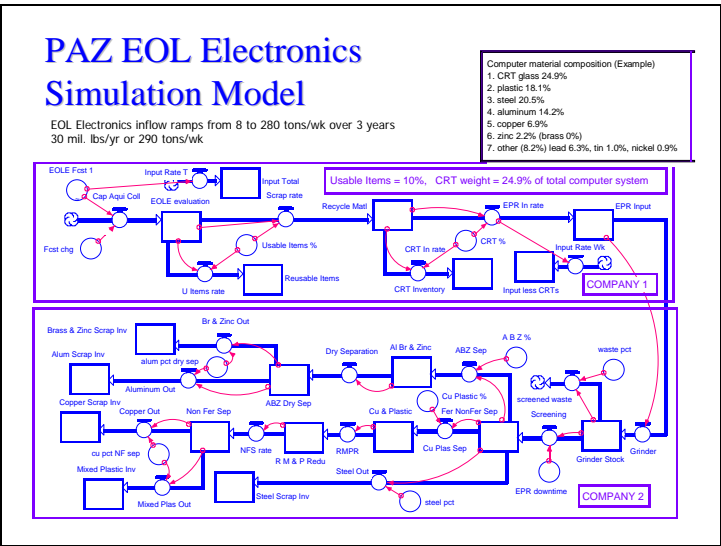 PAZ EOL Electronics
Simulation Model
EOL Electronics inflow ramps from 8 to 280 tons/wk over 3 years
30 mil. lbs/yr or 290 tons/wk
Computer material composition (Example)
1. CRT glass 24.9%
2. plastic 18.1%
3. steel 20.5%
4. aluminum 14.2%
5. copper 6.9%
6. zinc 2.2% (brass 0%)
7. other (8.2%) lead 6.3%, tin 1.0%, nickel 0.9%
EOLE Fcst 1
Input Rate T
Input Total
Usable Items = 10%, CRT weight = 24.9% of total computer system
Cap Aqui Coll
EOLE evaluation
Scrap rate
Recycle Matl
EPR In rate
EPR Input
Fcst chg
Usable Items %
CRT In rate
CRT %
Input Rate Wk
U Items rate
Reusable Items
CRT Inventory
Input less CRTs
COMPANY 1
Brass & Zinc Scrap Inv
Br & Zinc Out
Alum Scrap Inv
alum pct dry sep
Dry Separation
Al Br & Zinc
ABZ Sep
A B Z %
waste pct
Aluminum Out
ABZ Dry Sep
Cu Plastic %
screened waste
Copper Scrap Inv
Copper Out
Non Fer Sep
Cu & Plastic
Fer NonFer Sep
Screening
cu pct NF sep
NFS rate
R M & P Redu
RMPR
Cu Plas Sep
Grinder Stock
Grinder
Mixed Plastic Inv
Steel Out
Mixed Plas Out
Steel Scrap Inv
steel pct
EPR downtime
COMPANY 2